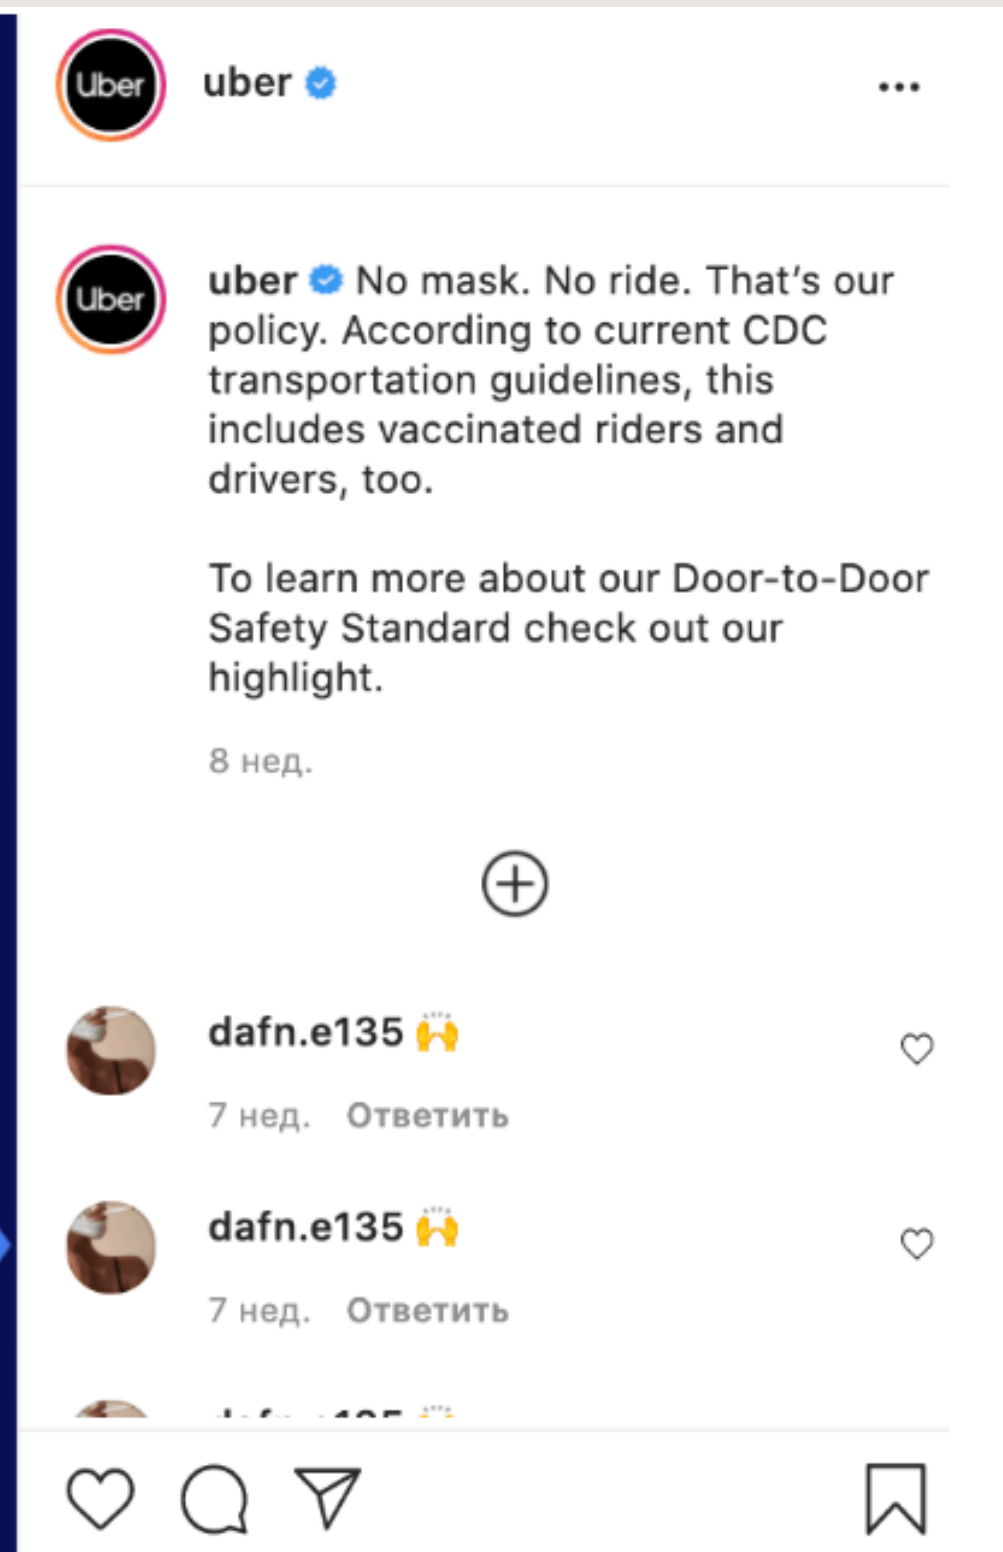 Uber
uber
Uber
uber No mask. No ride. That's our
policy. According to current CDC
transportation guidelines, this
includes vaccinated riders and
drivers, too.
To learn more about our Door-to-Door
Safety Standard check out our
highlight.
8 нед.
dafn.e135 🙌
7 нед. Ответить
dafn.e135 🙌
7 нед. Ответить